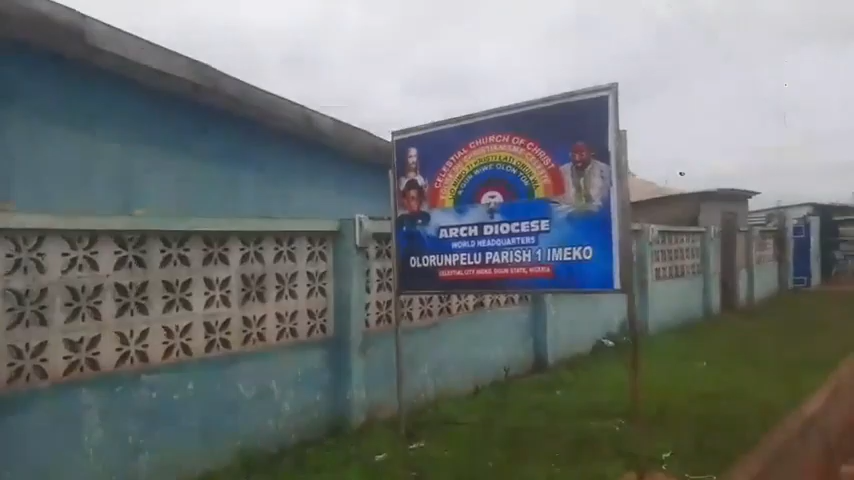 CELESTIAL CHURCH OF CHRIST
ARCH DIOCESE
WORLD HEADQUARTERS
OLORUNPELU PARISH 1 IMEKO
CELESTIAL CITY IMEKO, OGUN STATE, NIGERIA